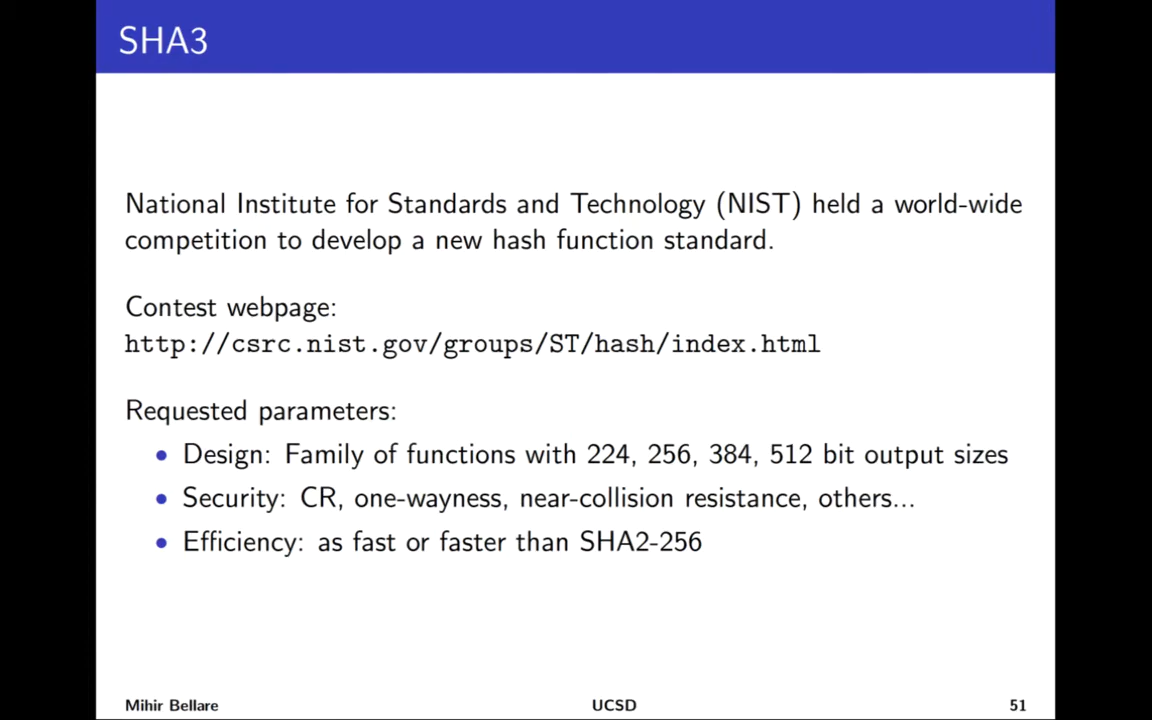 SHA3
National Institute for Standards and Technology (NIST) held a world-wide
competition to develop a new hash function standard.
Contest webpage:
http://csrc.nist.gov/groups/ST/hash/index.html
Requested parameters:
• Design: Family of functions with 224, 256, 384, 512 bit output sizes
• Security: CR, one-wayness, near-collision resistance, others...
• Efficiency: as fast or faster than SHA2-256
Mihir Bellare UCSD 51